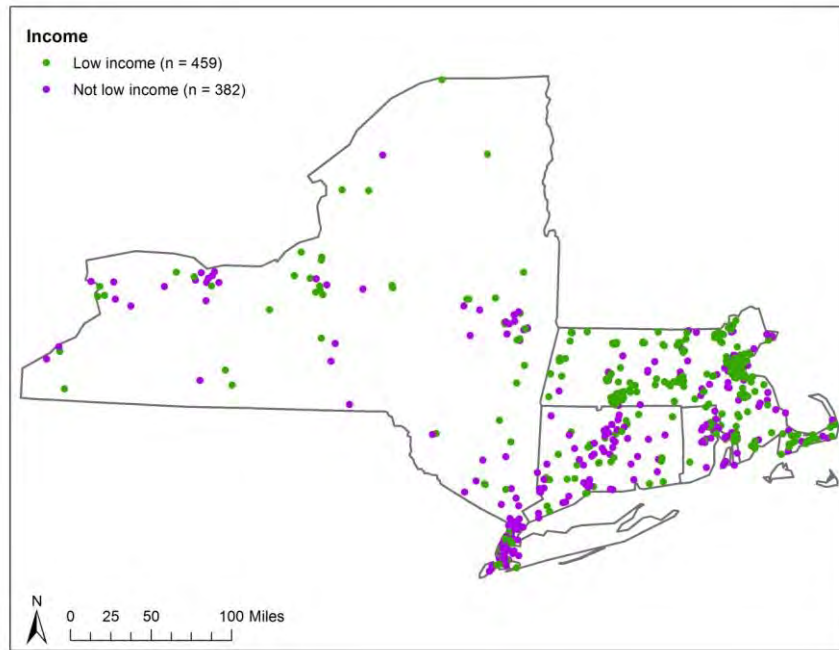 Income
Low income (n = 459)
Not low income (n = 382)
N
0 25 50 100 Miles